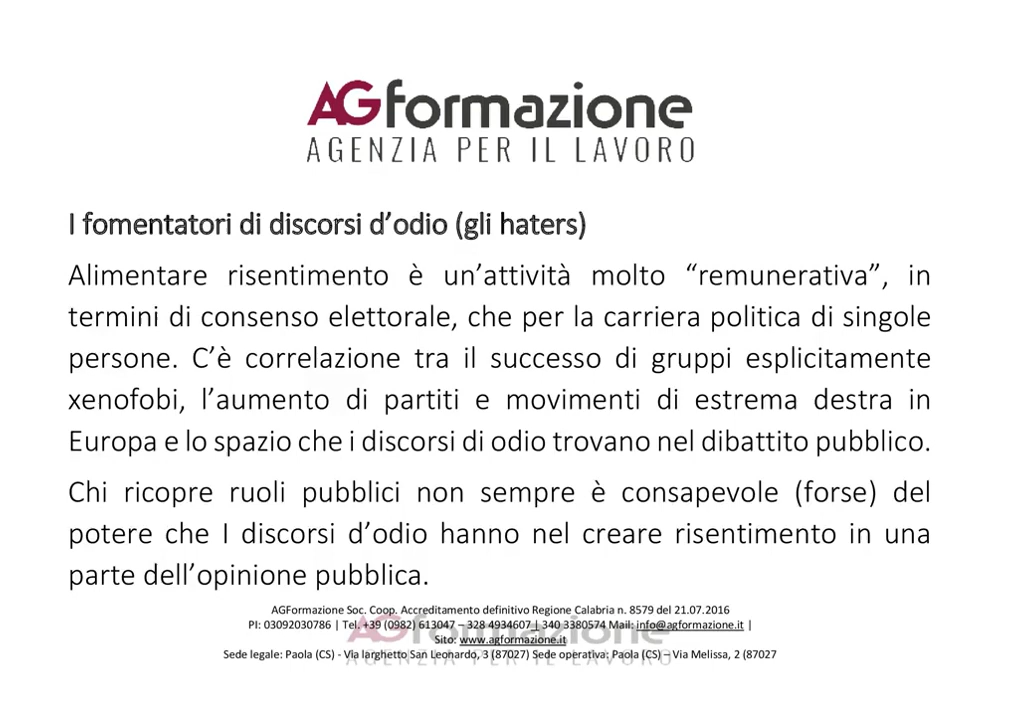 AGformazione
AGENZIA PER IL LAVORO
I fomentatori di discorsi d’odio (gli haters)
Alimentare risentimento è un’attività molto “remunerativa”, in
termini di consenso elettorale, che per la carriera politica di singole
persone. C’è correlazione tra il successo di gruppi esplicitamente
xenofobi, l’aumento di partiti e movimenti di estrema destra in
Europa e lo spazio che i discorsi di odio trovano nel dibattito pubblico.
Chi ricopre ruoli pubblici non sempre è consapevole (forse) del
potere che I discorsi d’odio hanno nel creare risentimento in una
parte dell’opinione pubblica.
AGFormazione Soc. Coop. Accreditamento definitivo Regione Calabria n. 8579 del 21.07.2016
PI: 03092030786 | Tel. +39 (0982) 613047 – 328 4934607 | 340 3380574 Mail: info@agformazione.it |
Sito: www.agformazione.it
Sede legale: Paola (CS) - Via larghetto San Leonardo, 3 (87027) Sede operativa: Paola (CS) – Via Melissa, 2 (87027
AGformazione
AGENZIA PER IL LAVORO